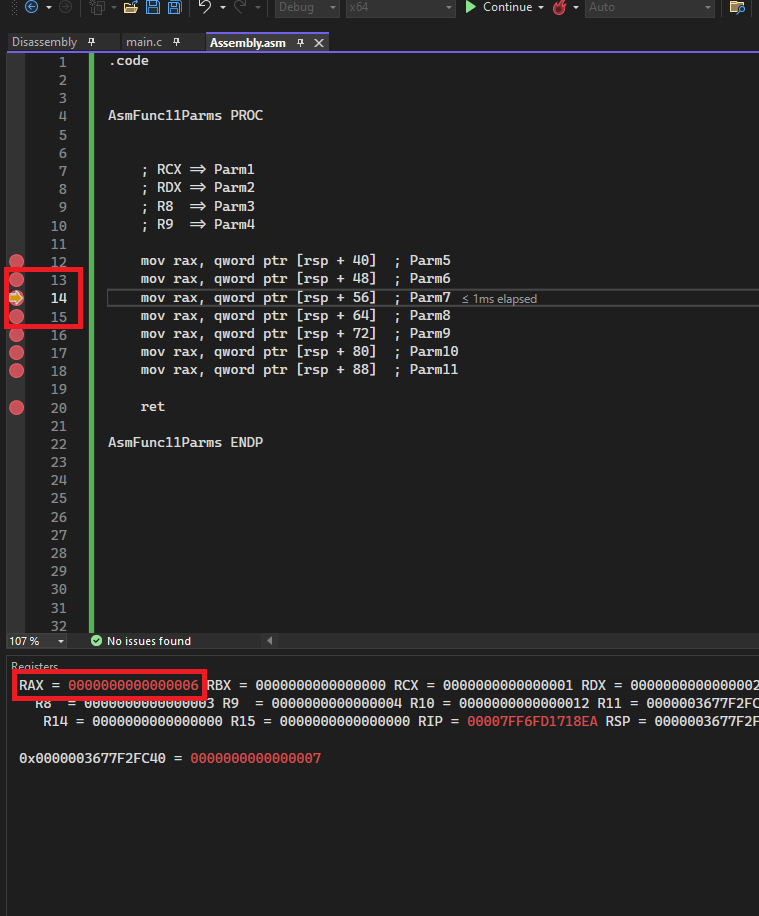 Debug x64 Continue Auto
Disassembly main.c Assembly.asm
1 .code
2
3
4 AsmFunc11Parms PROC
5
6
7 ; RCX => Parm1
8 ; RDX => Parm2
9 ; R8  => Parm3
10 ; R9  => Parm4
11
12 mov rax, qword ptr [rsp + 40]  ; Parm5
13 mov rax, qword ptr [rsp + 48]  ; Parm6
14 mov rax, qword ptr [rsp + 56]  ; Parm7 ≤ 1ms elapsed
15 mov rax, qword ptr [rsp + 64]  ; Parm8
16 mov rax, qword ptr [rsp + 72]  ; Parm9
17 mov rax, qword ptr [rsp + 80]  ; Parm10
18 mov rax, qword ptr [rsp + 88]  ; Parm11
19
20 ret
21
22 AsmFunc11Parms ENDP
23
24
25
26
27
28
29
30
31
32
107 % No issues found
Registers
RAX = 0000000000000006 RBX = 0000000000000000 RCX = 0000000000000001 RDX = 0000000000000002
R8  = 0000000000000003 R9  = 0000000000000004 R10 = 0000000000000012 R11 = 0000003677F2FC
R14 = 0000000000000000 R15 = 0000000000000000 RIP = 00007FF6FD1718EA RSP = 0000003677F2F
0x0000003677F2FC40 = 0000000000000007